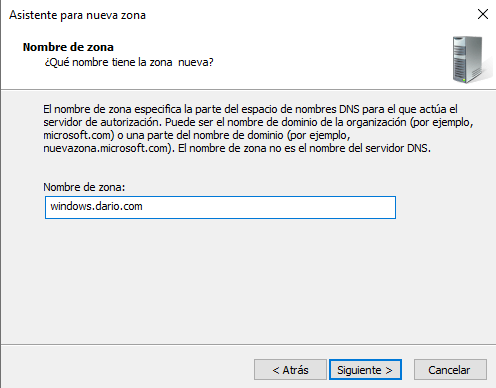 Asistente para nueva zona
Nombre de zona
¿Qué nombre tiene la zona nueva?
El nombre de zona especifica la parte del espacio de nombres DNS para el que actúa el
servidor de autorización. Puede ser el nombre de dominio de la organización (por ejemplo,
microsoft.com) o una parte del nombre de dominio (por ejemplo,
nuevazona.microsoft.com). El nombre de zona no es el nombre del servidor DNS.
Nombre de zona:
windows.dario.com
< Atrás
Siguiente >
Cancelar